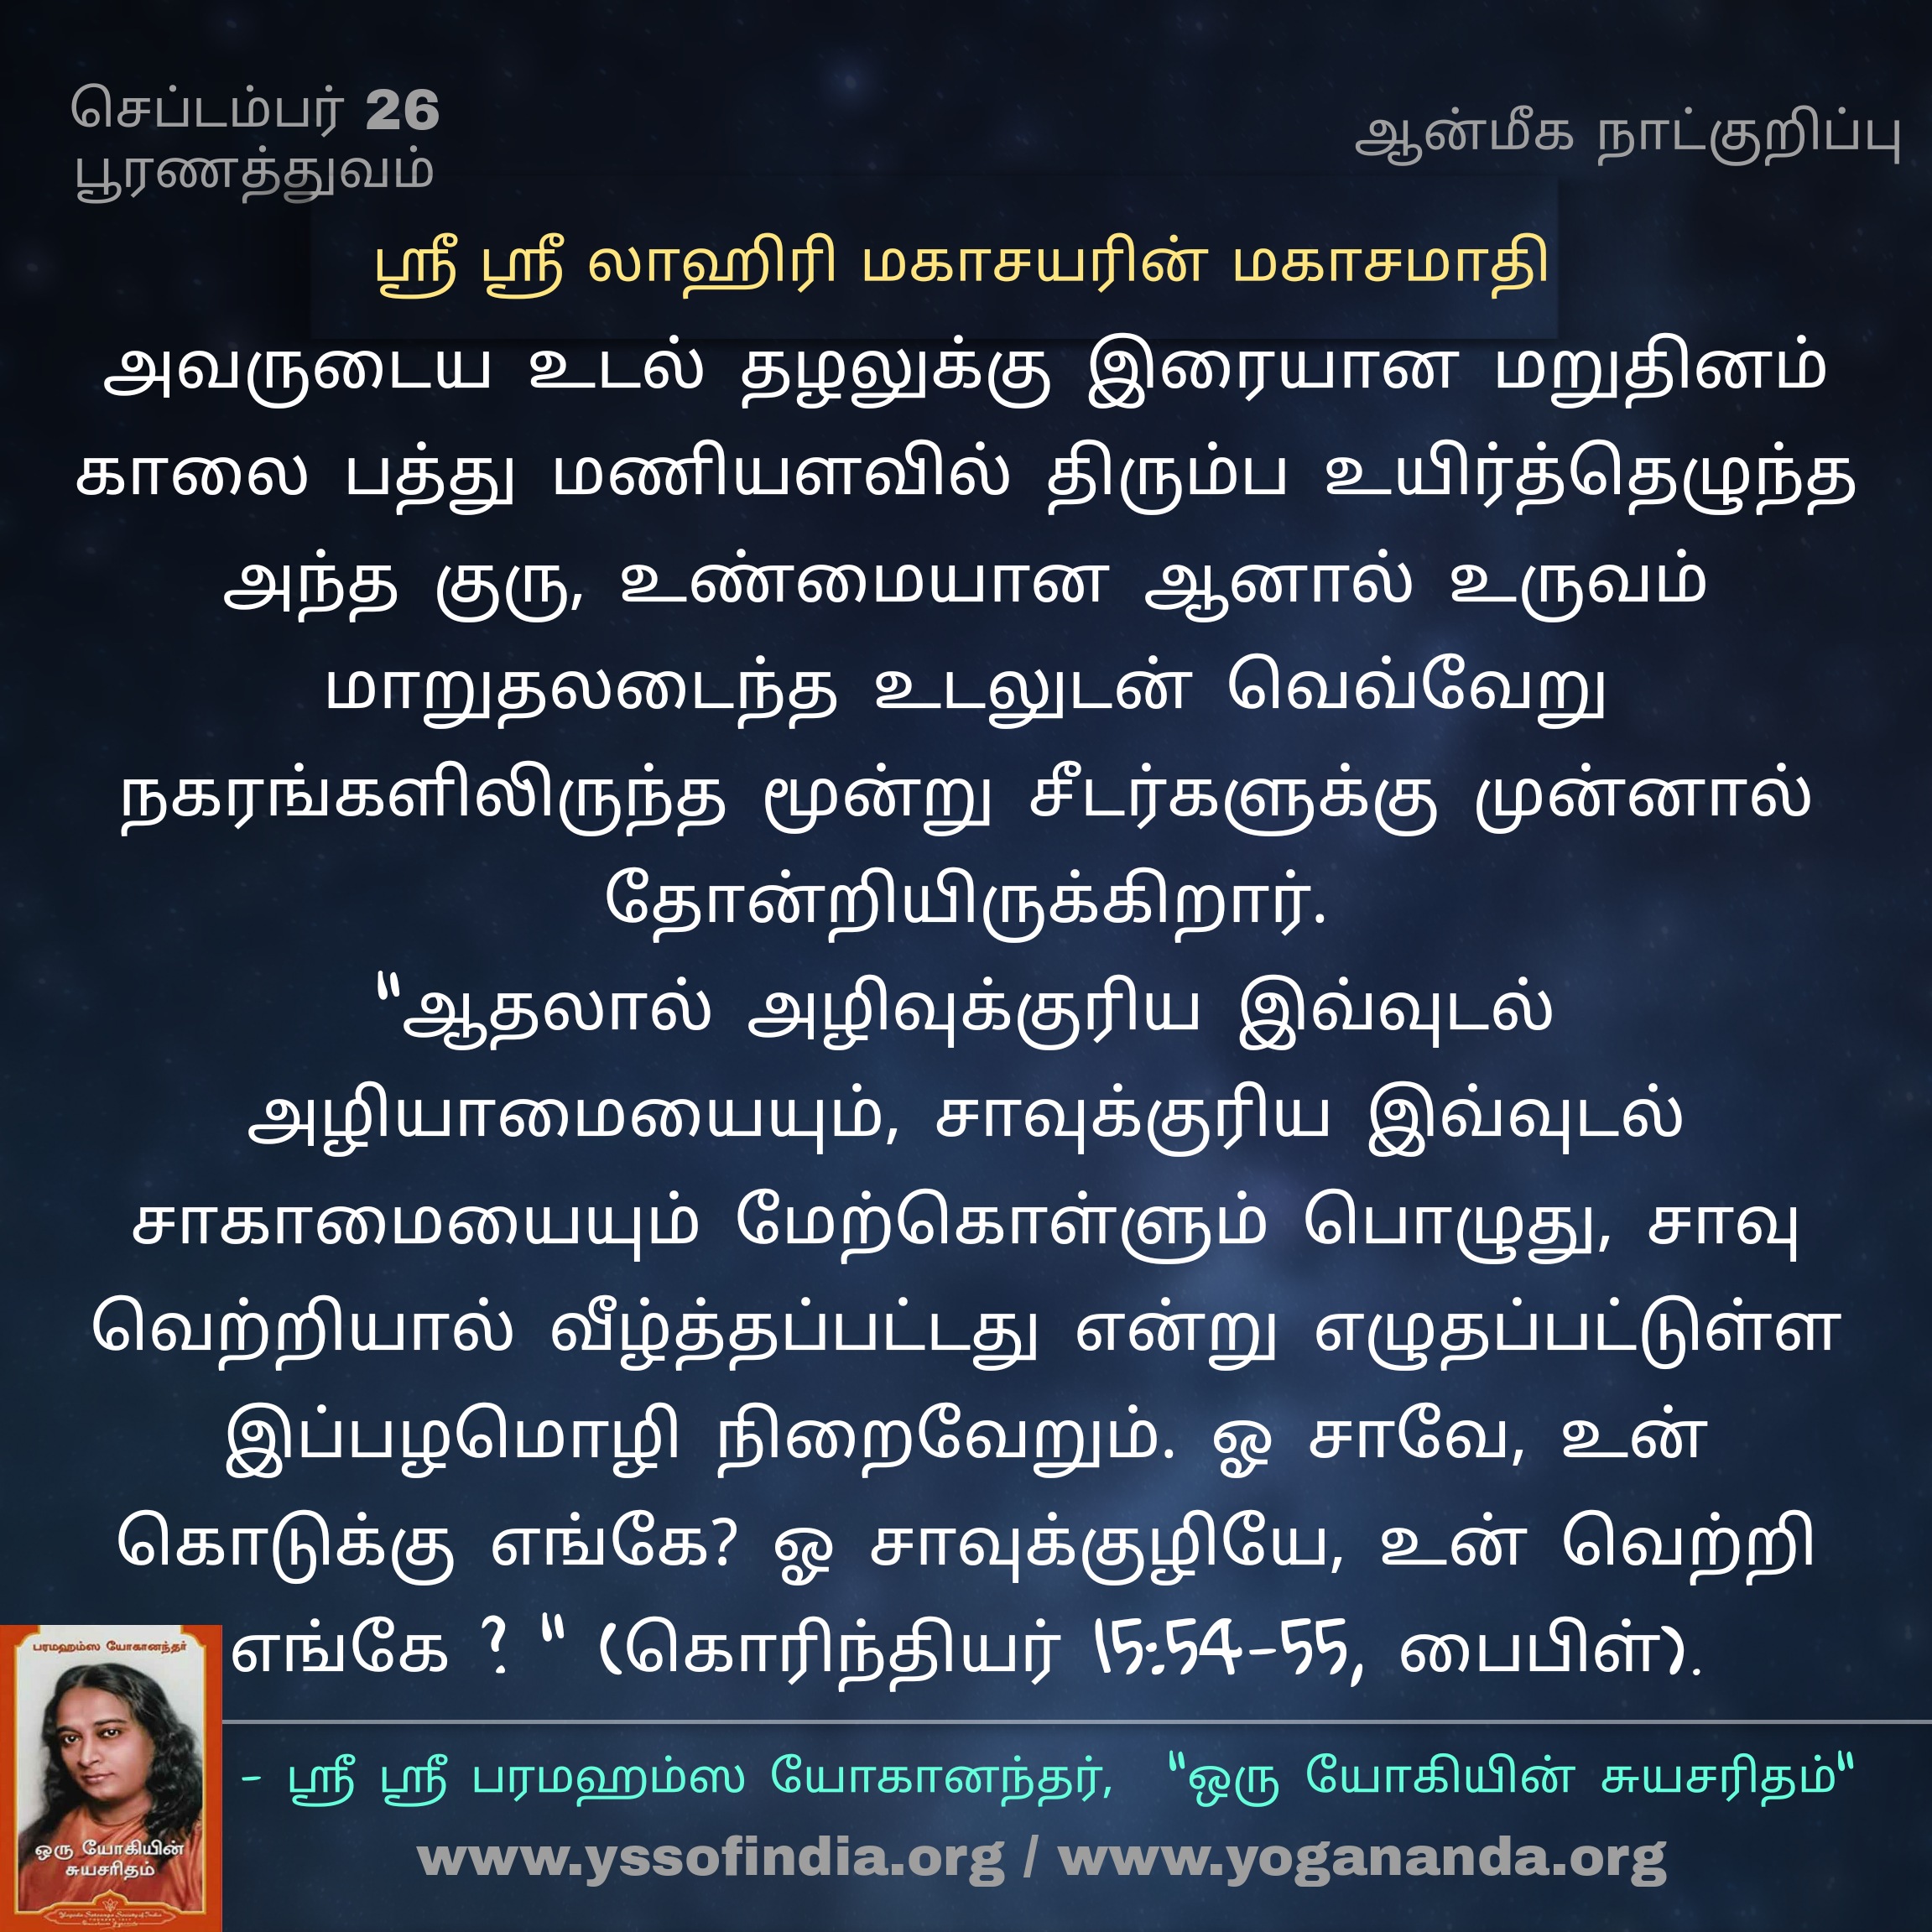 செப்டம்பர் 26
பூரணத்துவம்
ஆன்மீக நாட்குறிப்பு
ஸ்ரீ ஸ்ரீ லாஹிரி மகாசயரின் மகாசமாதி
அவருடைய உடல் தழலுக்கு இரையான மறுதினம்
காலை பத்து மணியளவில் திரும்ப உயிர்த்தெழுந்த
அந்த குரு, உண்மையான ஆனால் உருவம்
மாறுதலடைந்த உடலுடன் வெவ்வேறு
நகரங்களிலிருந்த மூன்று சீடர்களுக்கு முன்னால்
தோன்றியிருக்கிறார்.
"ஆதலால் அழிவுக்குரிய இவ்வுடல்
அழியாமையையும், சாவுக்குரிய இவ்வுடல்
சாகாமையையும் மேற்கொள்ளும் பொழுது, சாவு
வெற்றியால் வீழ்த்தப்பட்டது என்று எழுதப்பட்டுள்ள
இப்பழமொழி நிறைவேறும். ஓ சாவே, உன்
கொடுக்கு எங்கே? ஓ சாவுக்குழியே, உன் வெற்றி
எங்கே ? " (கொரிந்தியர் 15:54-55, பைபிள்).
பரமஹம்ஸ யோகானந்தர்
ஒரு யோகியின்
சுயசரிதம்
- ஸ்ரீ ஸ்ரீ பரமஹம்ஸ யோகானந்தர், "ஒரு யோகியின் சுயசரிதம்"
www.yssofindia.org / www.yogananda.org